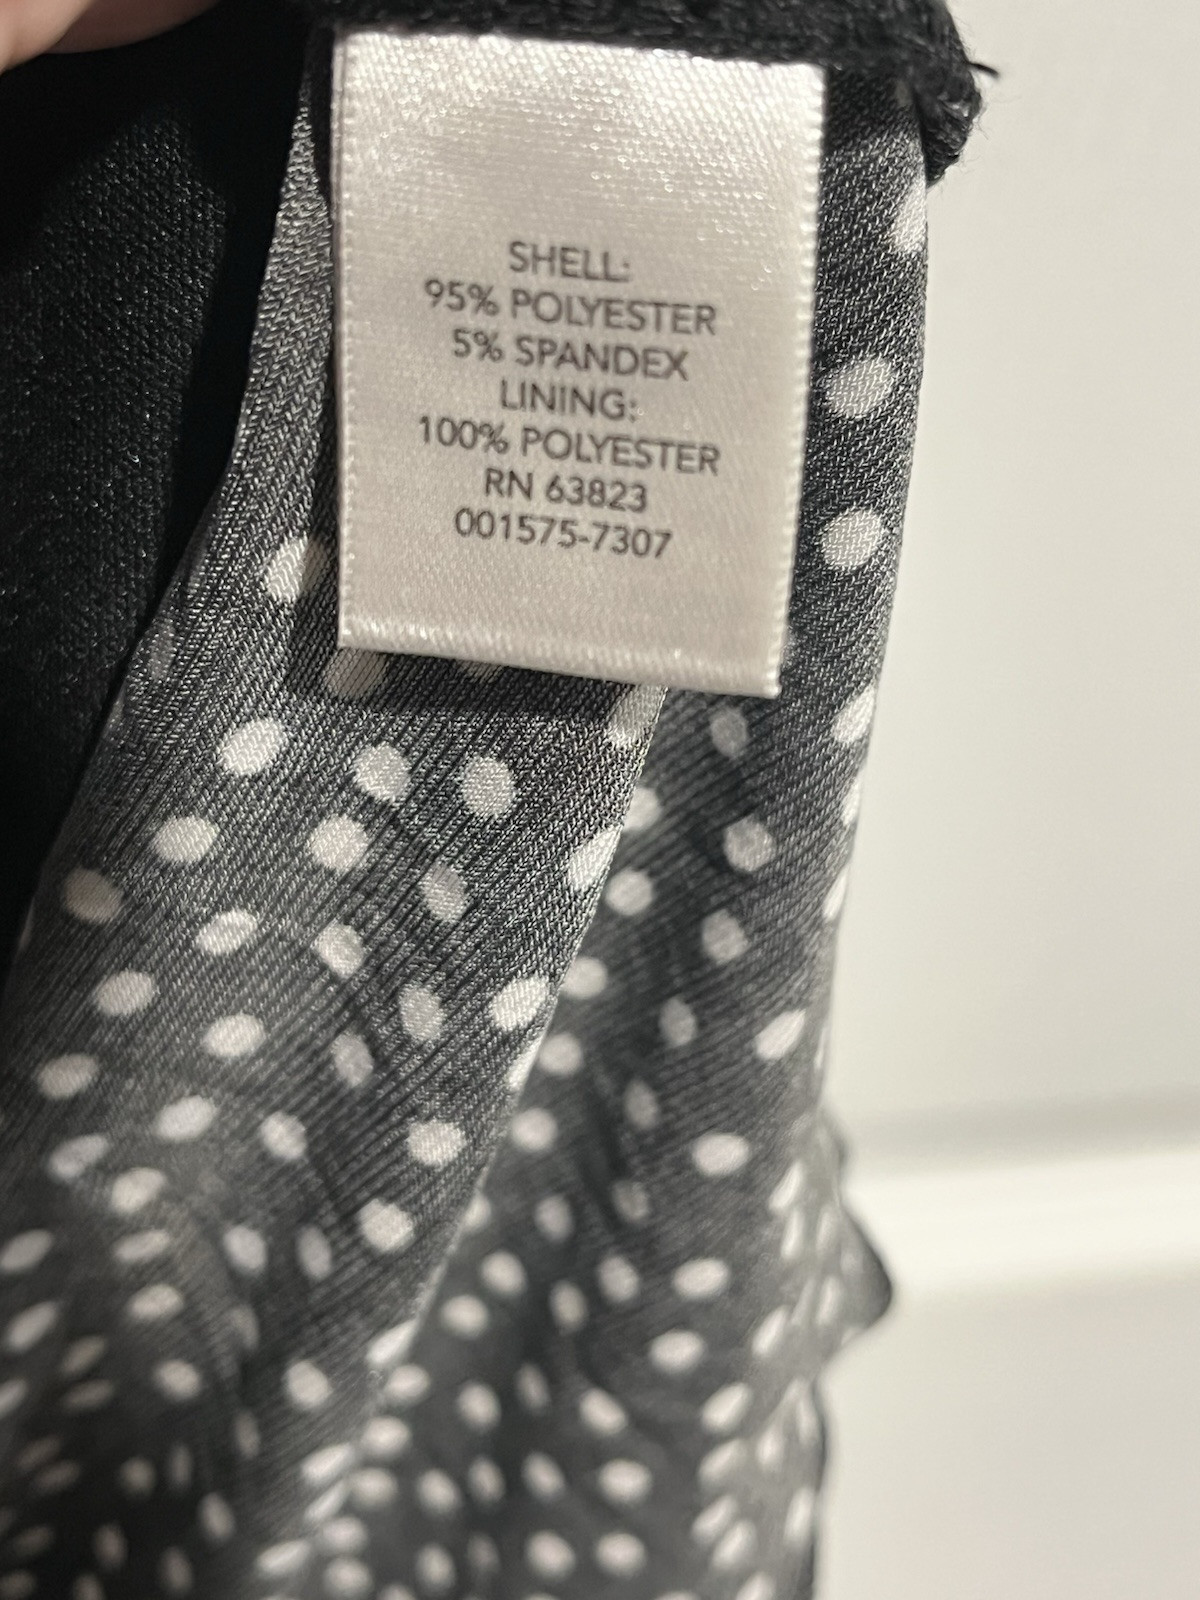 SHELL:
95% POLYESTER
5% SPANDEX
LINING:
100% POLYESTER
RN 63823
001575-7307